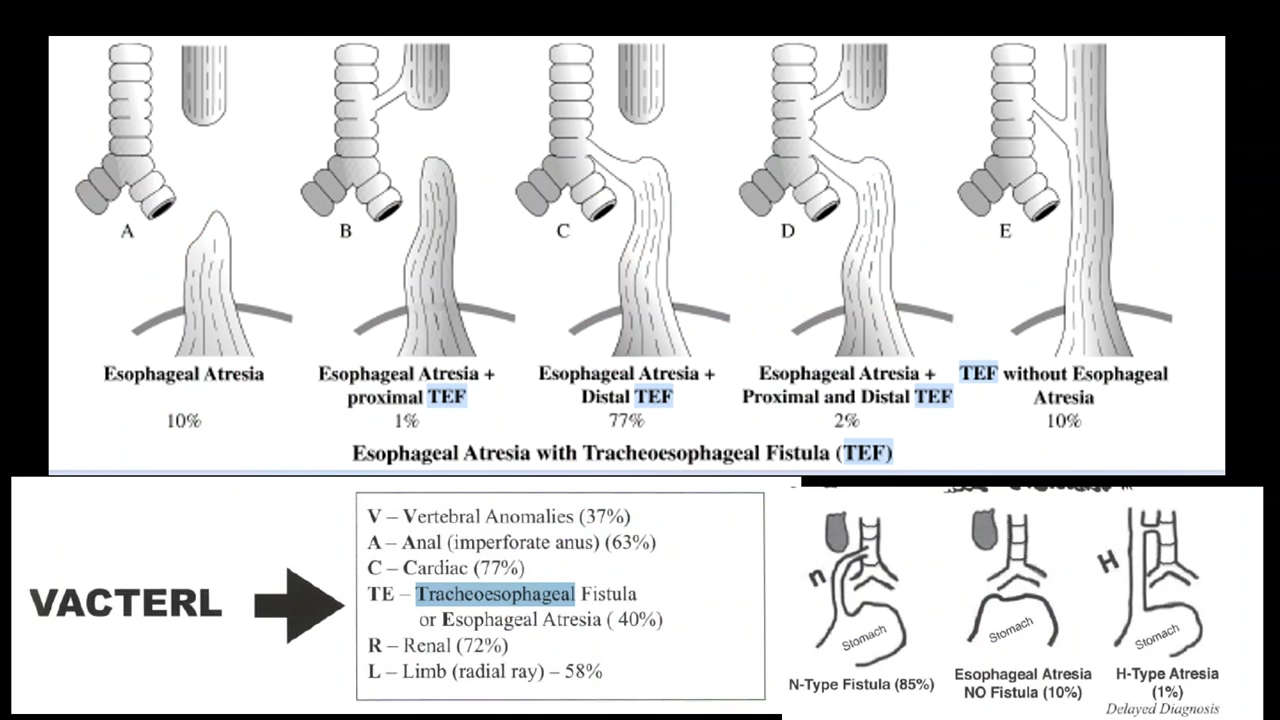 A
B
C
D
E
Esophageal Atresia
10%
Esophageal Atresia +
proximal TEF
1%
Esophageal Atresia +
Distal TEF
77%
Esophageal Atresia +
Proximal and Distal TEF
2%
TEF without Esophageal
Atresia
10%
Esophageal Atresia with Tracheoesophageal Fistula (TEF)
VACTERL
V – Vertebral Anomalies (37%)
A – Anal (imperforate anus) (63%)
C – Cardiac (77%)
TE – Tracheoesophageal Fistula
or Esophageal Atresia ( 40%)
R – Renal (72%)
L – Limb (radial ray) – 58%
n
Stomach
N-Type Fistula (85%)
Stomach
Esophageal Atresia
NO Fistula (10%)
H
Stomach
H-Type Atresia
(1%)
Delayed Diagnosis